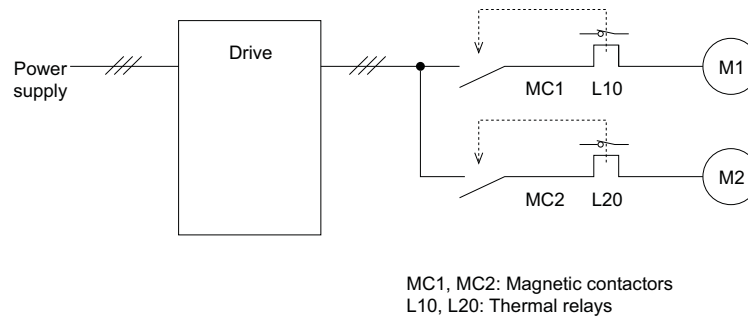 Drive
Power
supply
M1
MC1 L10
M2
MC2 L20
MC1, MC2: Magnetic contactors
L10, L20: Thermal relays